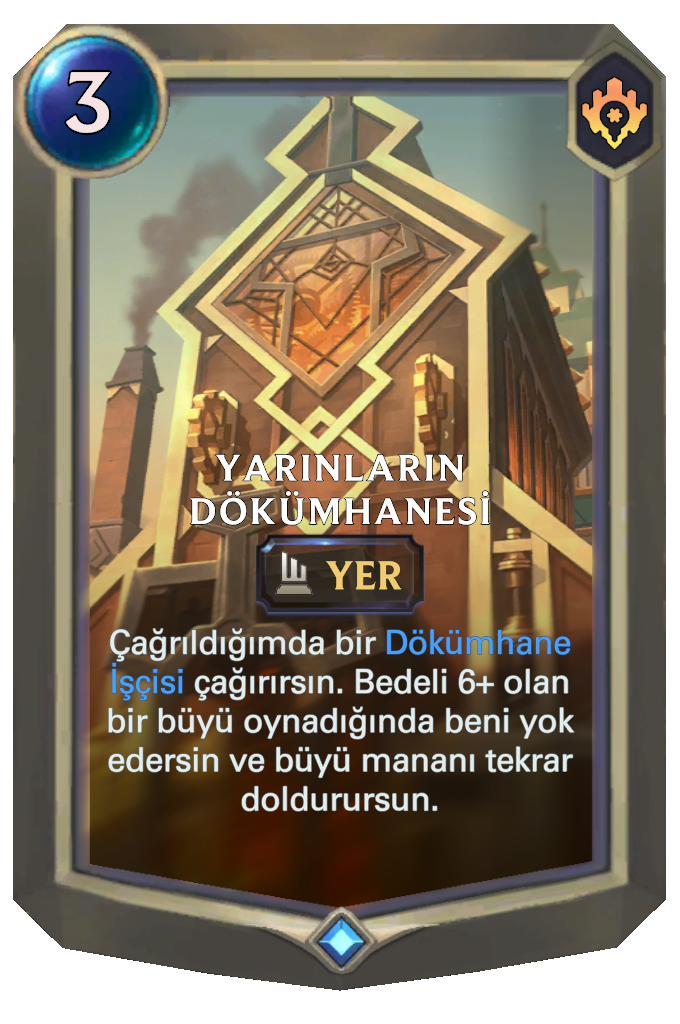 3
YARINLARIN
DÖKÜMHANESİ
YER
Çağrıldığımda bir Dökümhane
İşçisi çağırırsın. Bedeli 6+ olan
bir büyü oynadığında beni yok
edersin ve büyü mananı tekrar
doldurursun.